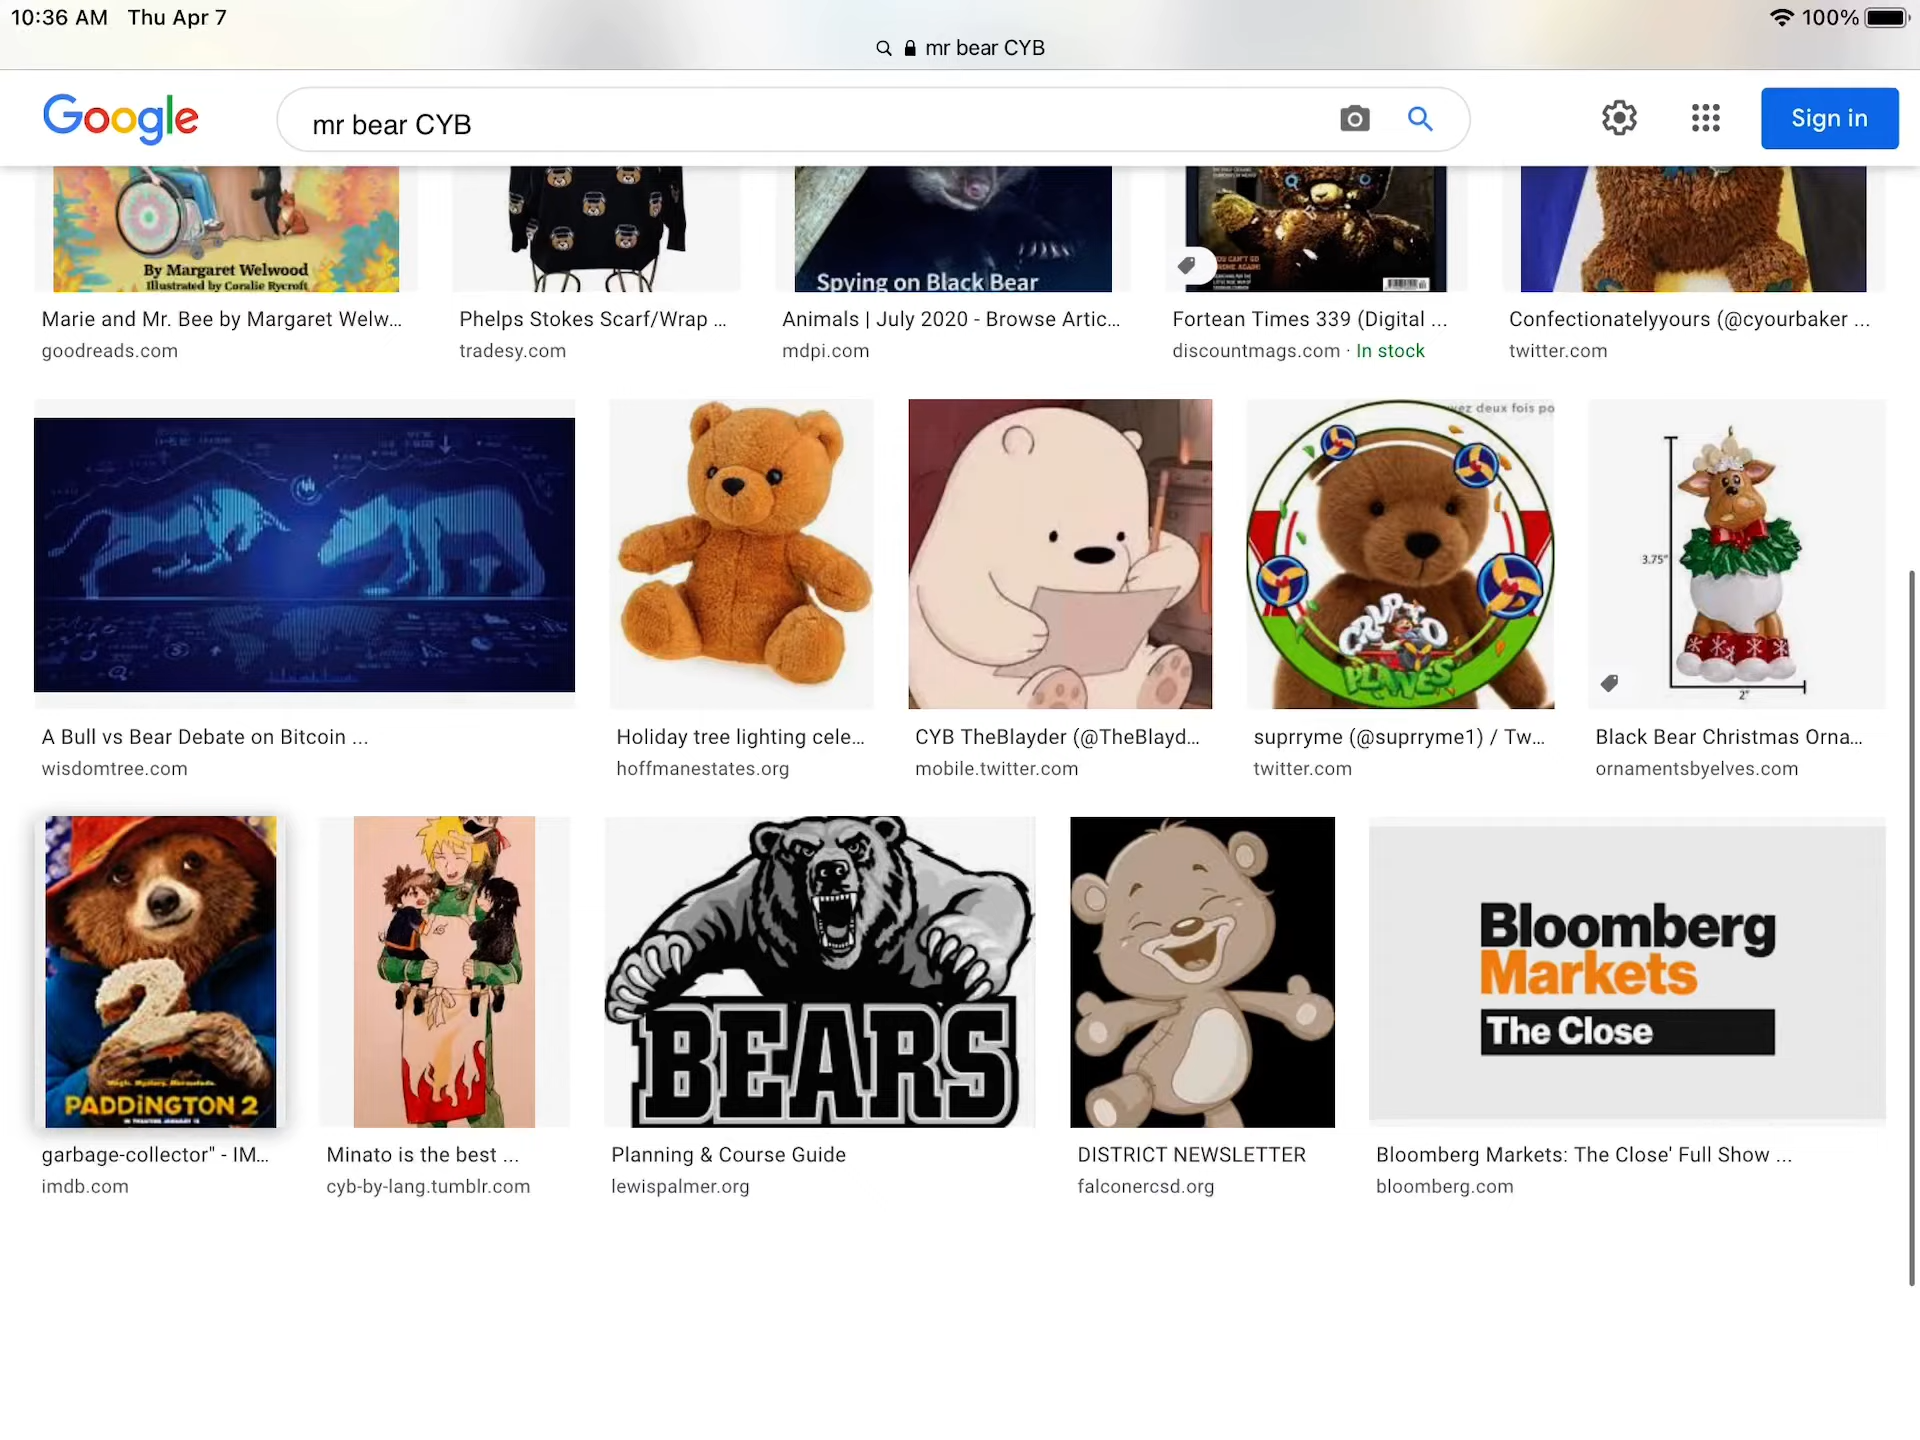 10:36 AM Thu Apr 7
100%
mr bear CYB
Google
mr bear CYB
Sign in
By Margaret Welwood
Illustrated by Coralie Rycroft
Spying on Black Bear
Marie and Mr. Bee by Margaret Welw...
goodreads.com
Phelps Stokes Scarf/Wrap ...
tradesy.com
Animals | July 2020 - Browse Artic...
mdpi.com
Fortean Times 339 (Digital ...
discountmags.com · In stock
Confectionatelyyours (@cyourbaker ...
twitter.com
vez deux fois po
CRYPTO
PLANES
3.75"
2"
A Bull vs Bear Debate on Bitcoin ...
wisdomtree.com
Holiday tree lighting cele...
hoffmanestates.org
CYB TheBlayder (@TheBlayd...
mobile.twitter.com
suprryme (@suprryme1) / Tw...
twitter.com
Black Bear Christmas Orna...
ornamentsbyelves.com
2
PADDINGTON 2
BEARS
Bloomberg
Markets
The Close
garbage-collector" - IM...
imdb.com
Minato is the best ...
cyb-by-lang.tumblr.com
Planning & Course Guide
lewispalmer.org
DISTRICT NEWSLETTER
falconercsd.org
Bloomberg Markets: The Close' Full Show ...
bloomberg.com